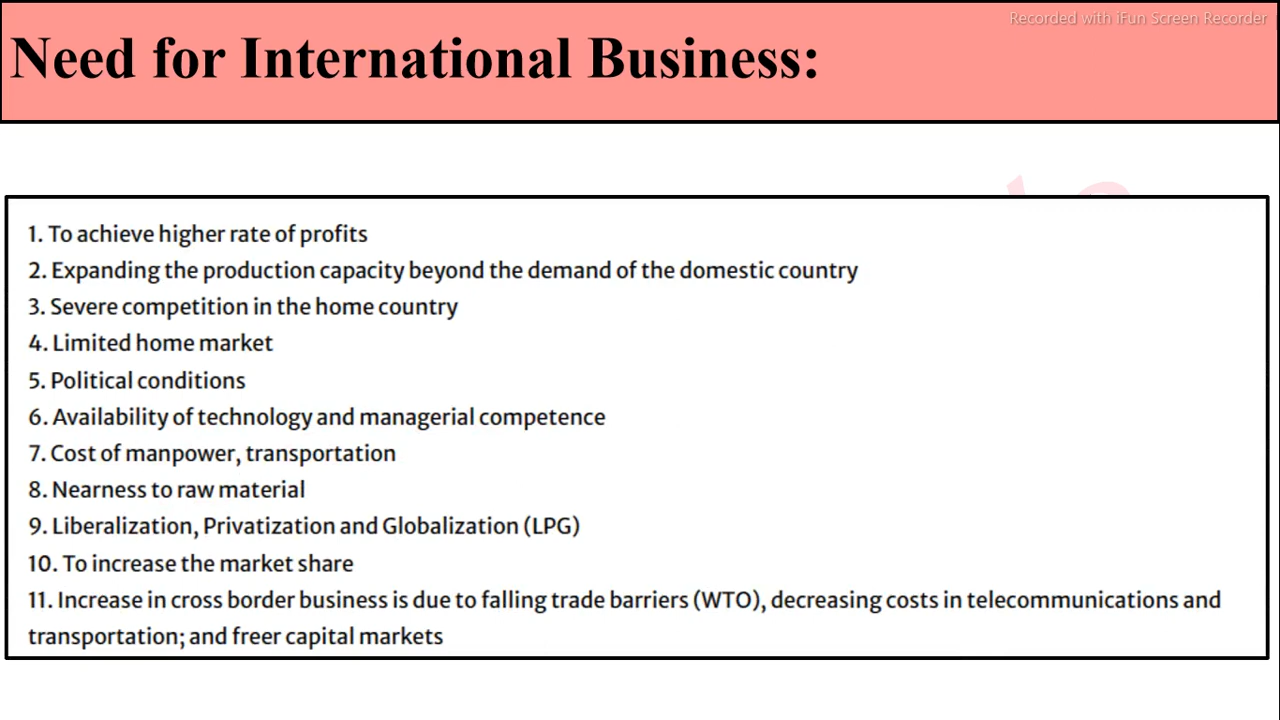 Recorded with iFun Screen Recorder
Need for International Business:
1. To achieve higher rate of profits
2. Expanding the production capacity beyond the demand of the domestic country
3. Severe competition in the home country
4. Limited home market
5. Political conditions
6. Availability of technology and managerial competence
7. Cost of manpower, transportation
8. Nearness to raw material
9. Liberalization, Privatization and Globalization (LPG)
10. To increase the market share
11. Increase in cross border business is due to falling trade barriers (WTO), decreasing costs in telecommunications and
transportation; and freer capital markets